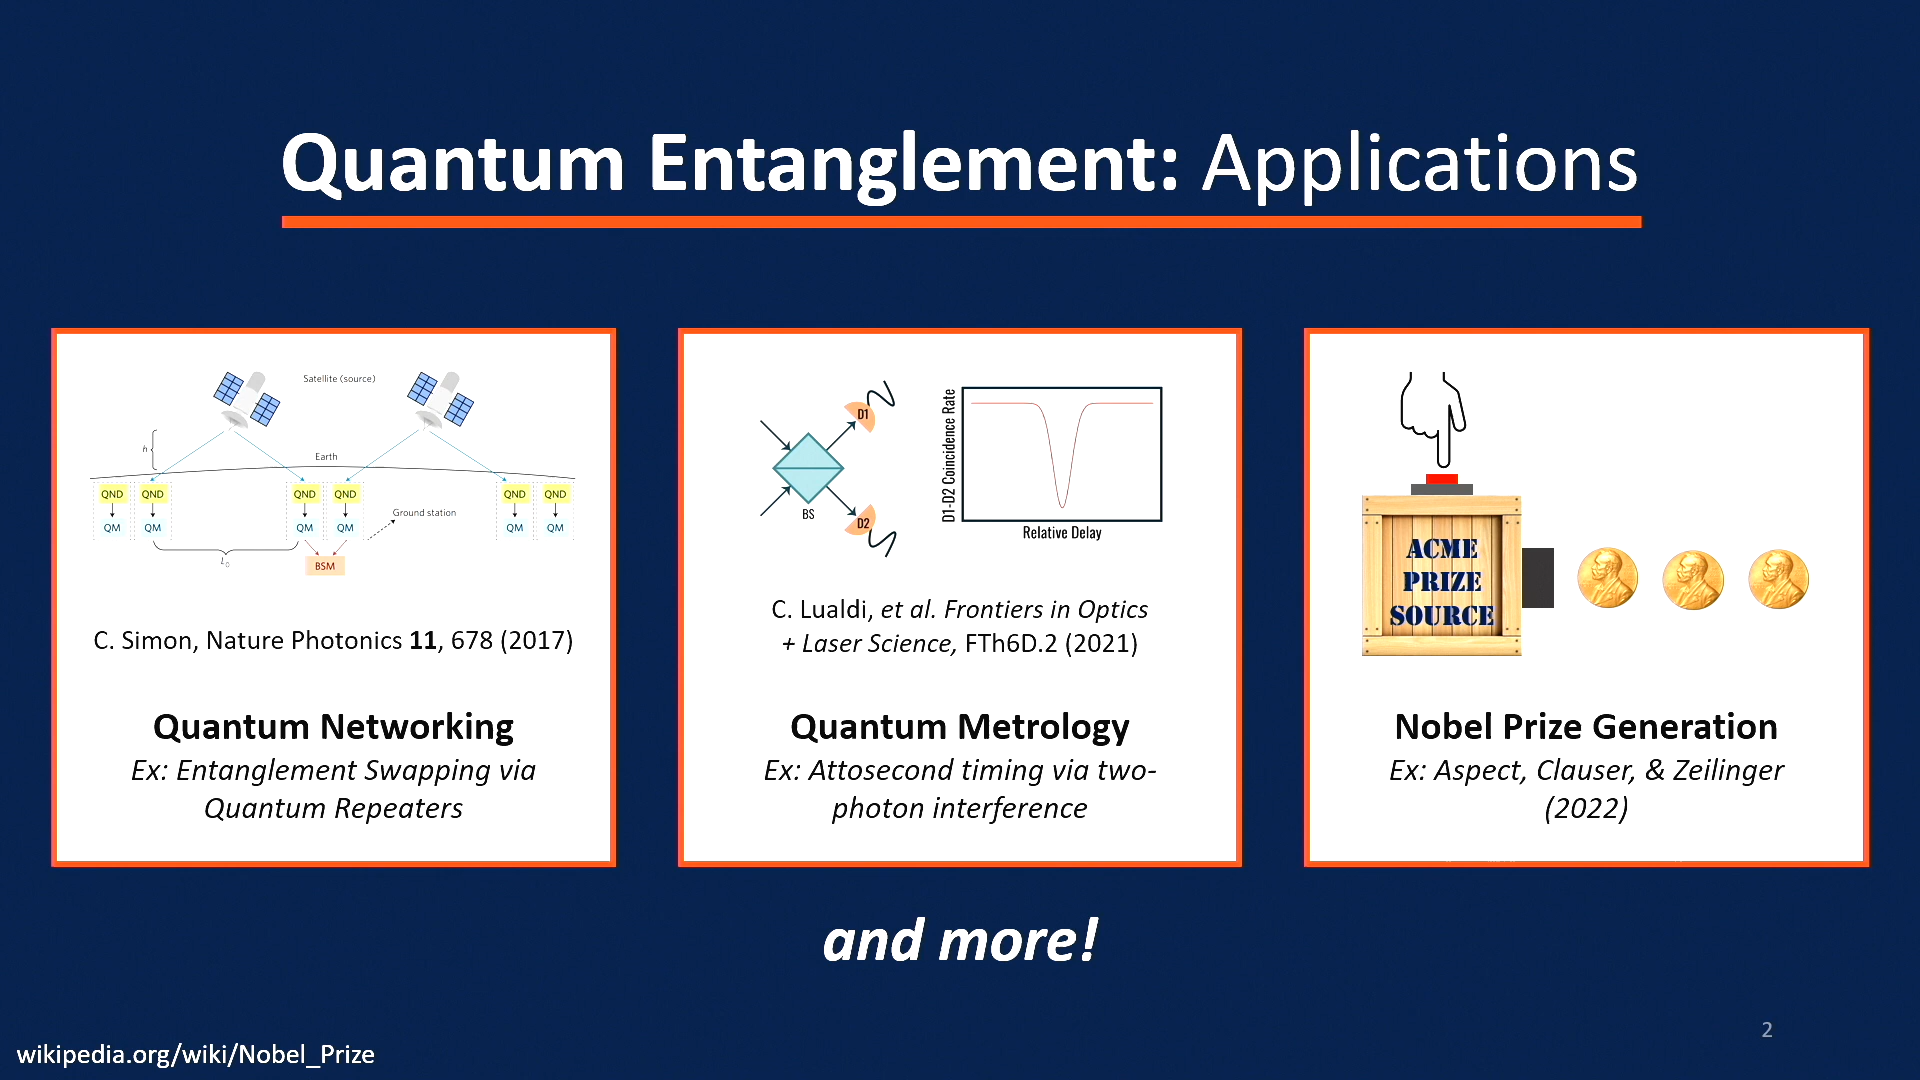 Quantum Entanglement: Applications
Satellite (source)
h
Earth
QND QND QND QND QND QND
QM QM QM QM QM QM
Ground station
L0
BSM
C. Simon, Nature Photonics 11, 678 (2017)
Quantum Networking
Ex: Entanglement Swapping via
Quantum Repeaters
D1
BS
D2
D1-D2 Coincidence Rate
Relative Delay
C. Lualdi, et al. Frontiers in Optics
+ Laser Science, FTh6D.2 (2021)
Quantum Metrology
Ex: Attosecond timing via two-
photon interference
ACME
PRIZE
SOURCE
Nobel Prize Generation
Ex: Aspect, Clauser, & Zeilinger
(2022)
and more!
2
wikipedia.org/wiki/Nobel_Prize